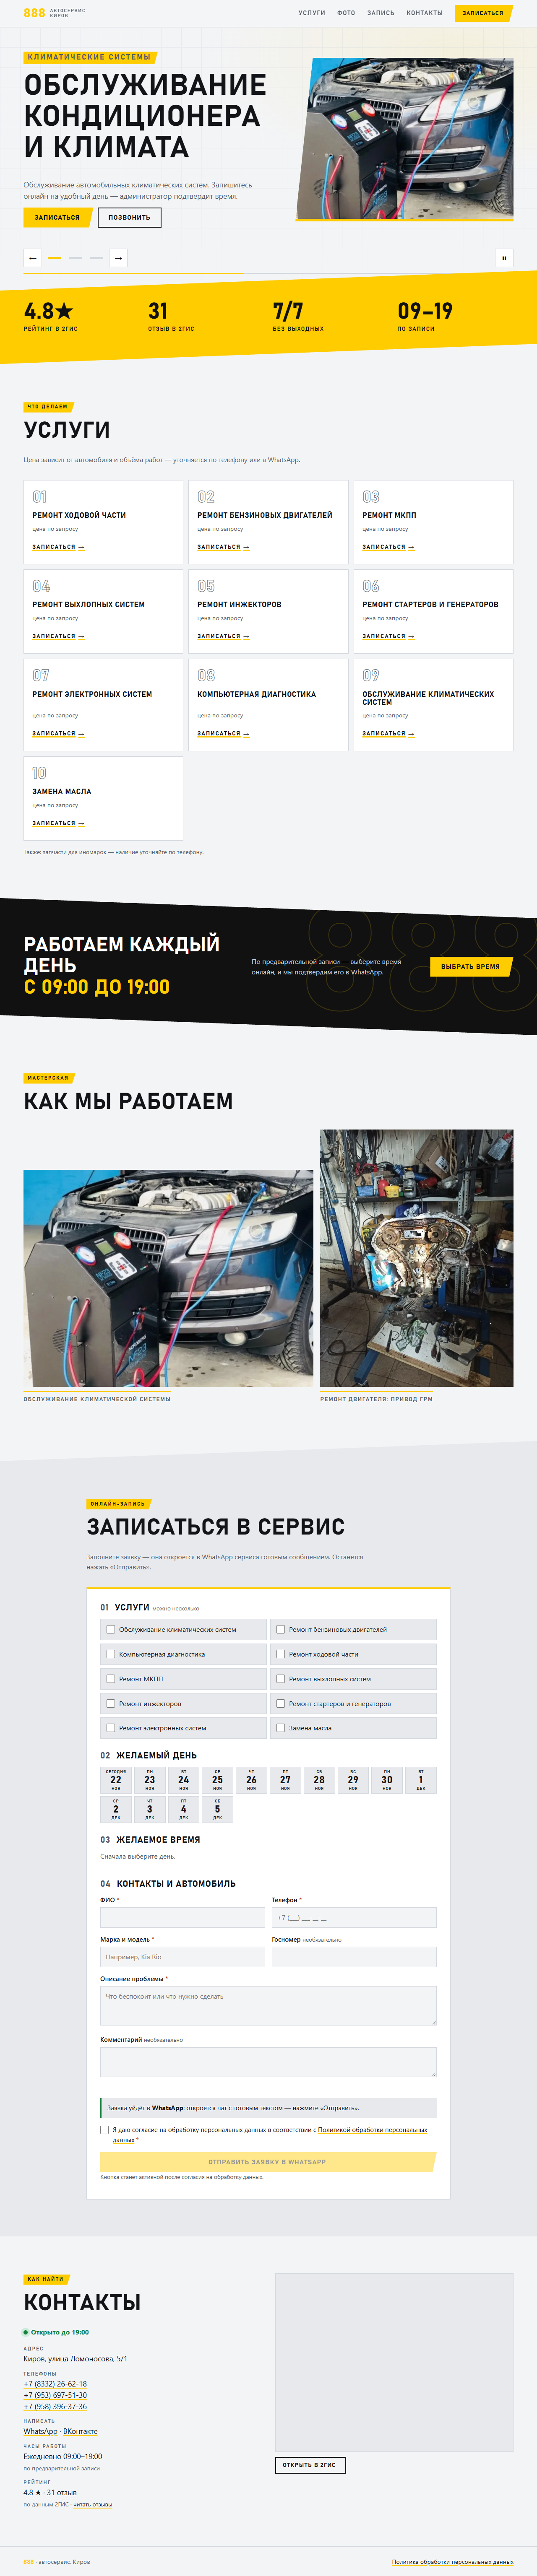 888 АВТОСЕРВИС
КИРОВ
УСЛУГИ ФОТО ЗАПИСЬ КОНТАКТЫ ЗАПИСАТЬСЯ
КЛИМАТИЧЕСКИЕ СИСТЕМЫ
ОБСЛУЖИВАНИЕ
КОНДИЦИОНЕРА
И КЛИМАТА
Обслуживание автомобильных климатических систем. Запишитесь
онлайн на удобный день — администратор подтвердит время.
ЗАПИСАТЬСЯ ПОЗВОНИТЬ
← →
4.8★ 31 7/7 09–19
РЕЙТИНГ В 2ГИС ОТЗЫВ В 2ГИС БЕЗ ВЫХОДНЫХ ПО ЗАПИСИ
ЧТО ДЕЛАЕМ
УСЛУГИ
Цена зависит от автомобиля и объёма работ — уточняется по телефону или в WhatsApp.
01 02 03
РЕМОНТ ХОДОВОЙ ЧАСТИ РЕМОНТ БЕНЗИНОВЫХ ДВИГАТЕЛЕЙ РЕМОНТ МКПП
цена по запросу цена по запросу цена по запросу
ЗАПИСАТЬСЯ → ЗАПИСАТЬСЯ → ЗАПИСАТЬСЯ →
04 05 06
РЕМОНТ ВЫХЛОПНЫХ СИСТЕМ РЕМОНТ ИНЖЕКТОРОВ РЕМОНТ СТАРТЕРОВ И ГЕНЕРАТОРОВ
цена по запросу цена по запросу цена по запросу
ЗАПИСАТЬСЯ → ЗАПИСАТЬСЯ → ЗАПИСАТЬСЯ →
07 08 09
РЕМОНТ ЭЛЕКТРОННЫХ СИСТЕМ КОМПЬЮТЕРНАЯ ДИАГНОСТИКА ОБСЛУЖИВАНИЕ КЛИМАТИЧЕСКИХ
СИСТЕМ
цена по запросу цена по запросу цена по запросу
ЗАПИСАТЬСЯ → ЗАПИСАТЬСЯ → ЗАПИСАТЬСЯ →
10
ЗАМЕНА МАСЛА
цена по запросу
ЗАПИСАТЬСЯ →
Также: запчасти для иномарок — наличие уточняйте по телефону.
888
РАБОТАЕМ КАЖДЫЙ
ДЕНЬ
С 09:00 ДО 19:00
По предварительной записи — выберите время
онлайн, и мы подтвердим его в WhatsApp.
ВЫБРАТЬ ВРЕМЯ
МАСТЕРСКАЯ
КАК МЫ РАБОТАЕМ
ОБСЛУЖИВАНИЕ КЛИМАТИЧЕСКОЙ СИСТЕМЫ РЕМОНТ ДВИГАТЕЛЯ: ПРИВОД ГРМ
ОНЛАЙН-ЗАПИСЬ
ЗАПИСАТЬСЯ В СЕРВИС
Заполните заявку — она откроется в WhatsApp сервиса готовым сообщением. Останется
нажать «Отправить».
01 УСЛУГИ можно несколько
Обслуживание климатических систем Ремонт бензиновых двигателей
Компьютерная диагностика Ремонт ходовой части
Ремонт МКПП Ремонт выхлопных систем
Ремонт инжекторов Ремонт стартеров и генераторов
Ремонт электронных систем Замена масла
02 ЖЕЛАЕМЫЙ ДЕНЬ
СЕГОДНЯ ПН ВТ СР ЧТ ПТ СБ ВС ПН ВТ
22 23 24 25 26 27 28 29 30 1
НОЯ НОЯ НОЯ НОЯ НОЯ НОЯ НОЯ НОЯ НОЯ ДЕК
СР ЧТ ПТ СБ
2 3 4 5
ДЕК ДЕК ДЕК ДЕК
03 ЖЕЛАЕМОЕ ВРЕМЯ
Сначала выберите день.
04 КОНТАКТЫ И АВТОМОБИЛЬ
ФИО * Телефон *
+7 (___) ___-__-__
Марка и модель * Госномер необязательно
Например, Kia Rio
Описание проблемы *
Что беспокоит или что нужно сделать
Комментарий необязательно
Заявка уйдёт в WhatsApp: откроется чат с готовым текстом — нажмите «Отправить».
Я даю согласие на обработку персональных данных в соответствии с Политикой обработки персональных
данных *
ОТПРАВИТЬ ЗАЯВКУ В WHATSAPP
Кнопка станет активной после согласия на обработку данных.
КАК НАЙТИ
КОНТАКТЫ
Открыто до 19:00
АДРЕС
Киров, улица Ломоносова, 5/1
ТЕЛЕФОНЫ
+7 (8332) 26-62-18
+7 (953) 697-51-30
+7 (958) 396-37-36
НАПИСАТЬ
WhatsApp · ВКонтакте
ЧАСЫ РАБОТЫ
Ежедневно 09:00–19:00
по предварительной записи
РЕЙТИНГ
4.8 ★ · 31 отзыв
по данным 2ГИС · читать отзывы
ОТКРЫТЬ В 2ГИС
888 · автосервис, Киров
Политика обработки персональных данных